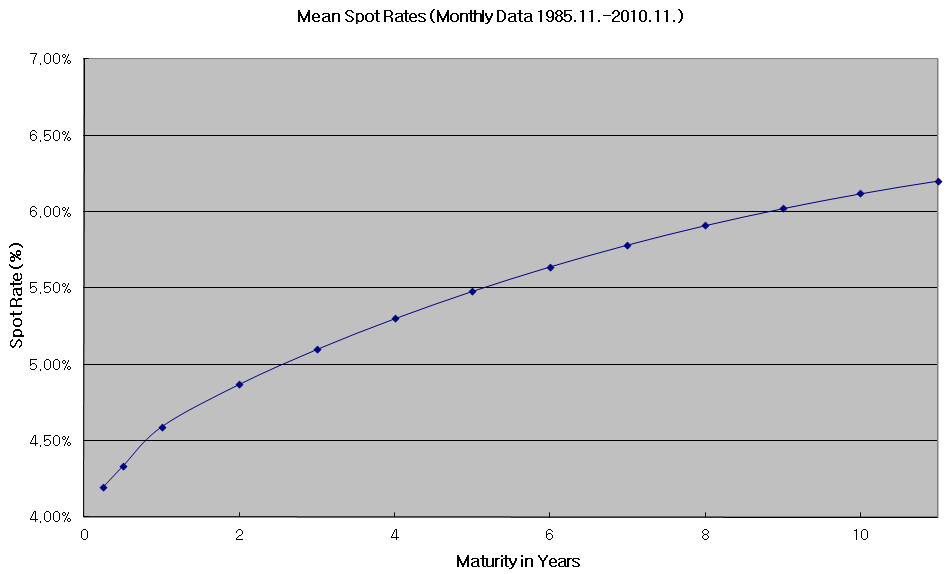 Mean Spot Rates (Monthly Data 1985.11.-2010.11.)
7.00%
6.50%
6.00%
5.50%
5.00%
4.50%
4.00%
Spot Rate (%)
0 2 4 6 8 10
Maturity in Years